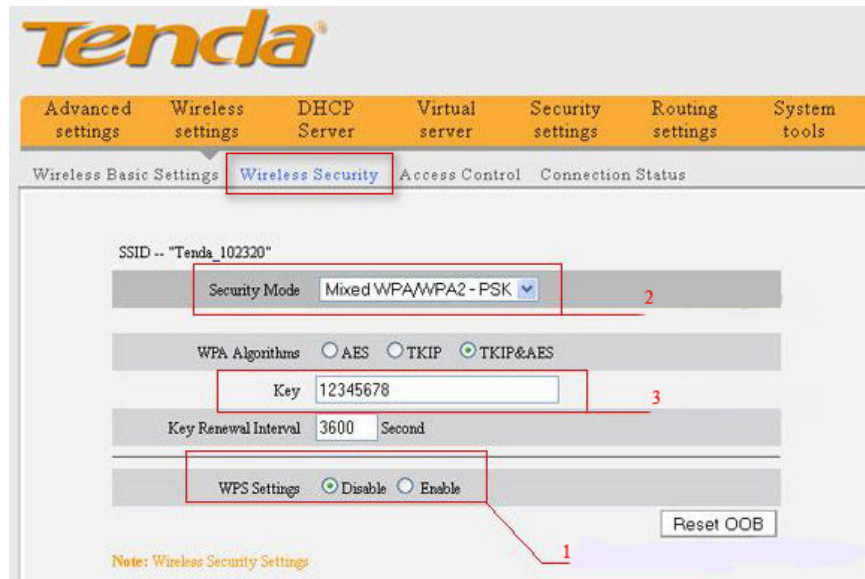 Tenda®
Advanced settings Wireless settings DHCP Server Virtual server Security settings Routing settings System tools
Wireless Basic Settings Wireless Security Access Control Connection Status
SSID -- "Tenda_102320"
Security Mode Mixed WPA/WPA2 - PSK
2
WPA Algorithms AES TKIP TKIP&AES
Key 12345678
3
Key Renewal Interval 3600 Second
WPS Settings Disable Enable
Reset OOB
1
Note: Wireless Security Settings